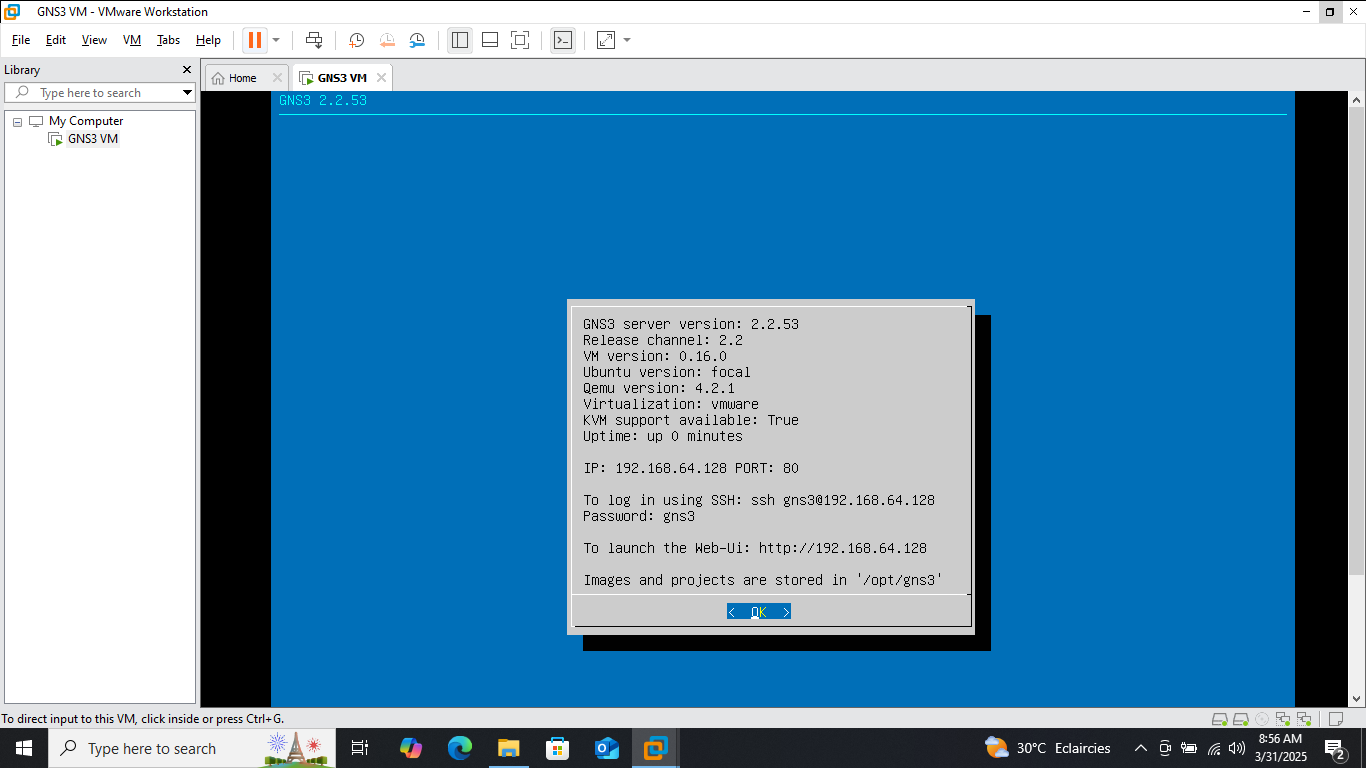 GNS3 VM - VMware Workstation
File Edit View VM Tabs Help
Library
Type here to search
My Computer
GNS3 VM
Home
GNS3 VM
GNS3 2.2.53
GNS3 server version: 2.2.53
Release channel: 2.2
VM version: 0.16.0
Ubuntu version: focal
Qemu version: 4.2.1
Virtualization: vmware
KVM support available: True
Uptime: up 0 minutes
IP: 192.168.64.128 PORT: 80
To log in using SSH: ssh gns3@192.168.64.128
Password: gns3
To launch the Web-Ui: http://192.168.64.128
Images and projects are stored in '/opt/gns3'
< OK >
To direct input to this VM, click inside or press Ctrl+G.
Type here to search
30°C Eclaircies
8:56 AM
3/31/2025
2